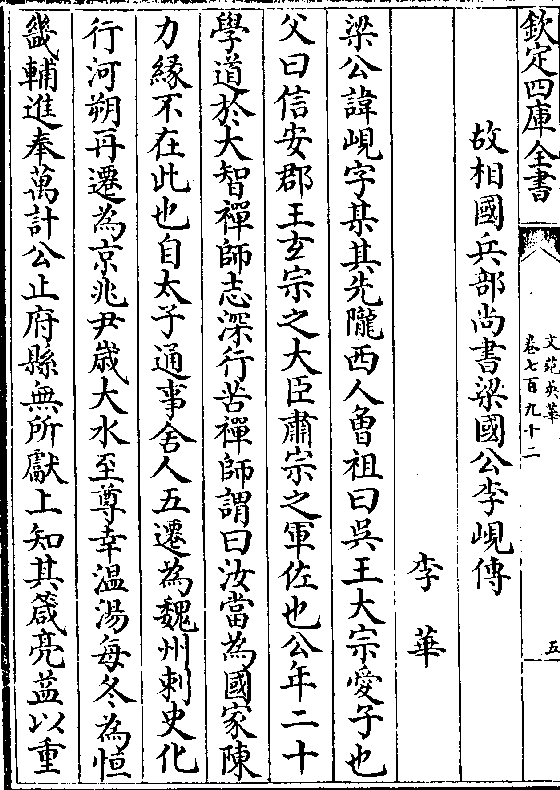 欽定四庫全書
文苑英華
卷七百九十二
五
故相國兵部尚書梁國公李峴傳
李華
梁公諱峴字某其先隴西人曾祖曰吳王大宗愛子也
父曰信安郡王玄宗之大臣肅宗之軍佐也公年二十
學道於大智禪師志深行苦禪師謂曰汝當為國家陳
力緣不在此也自太子通事舍人五遷為魏州刺史化
行河朔再遷為京兆尹嵗大水至尊幸温湯每冬為恒
畿輔進奉萬計公止府縣無所獻上知其箴亮益以重